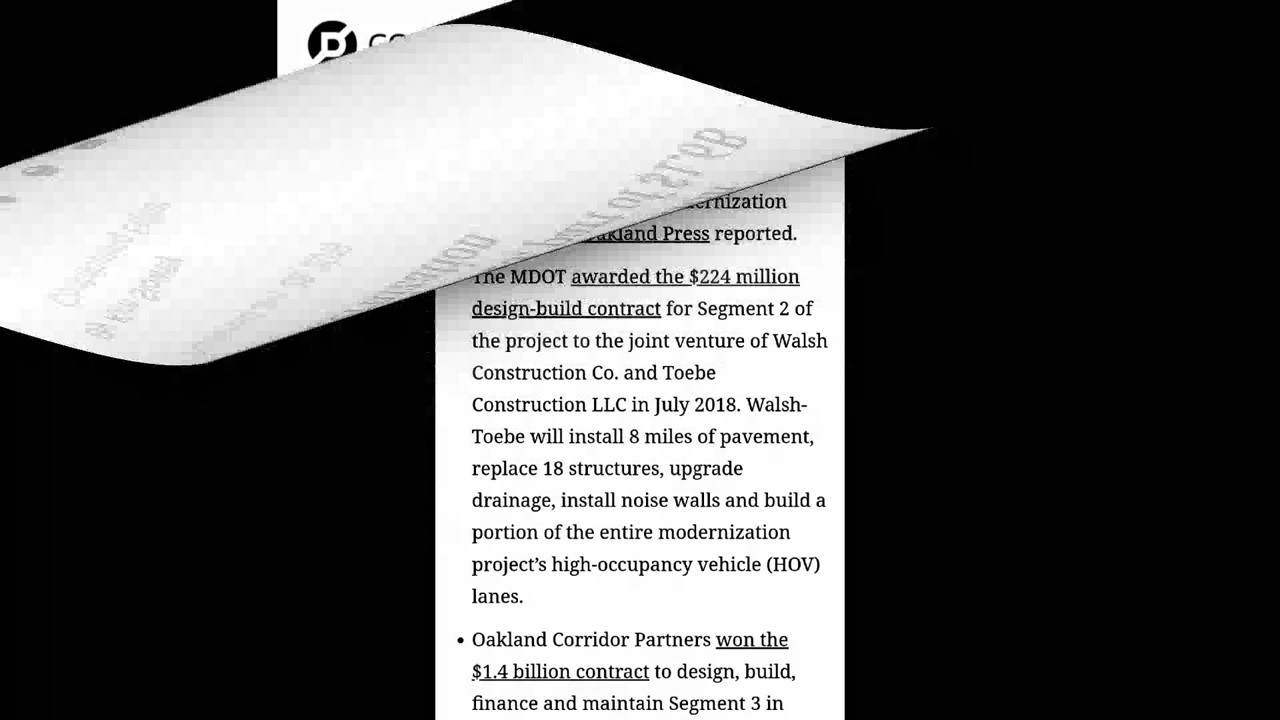 reported.
The MDOT awarded the $224 million
design-build contract for Segment 2 of
the project to the joint venture of Walsh
Construction Co. and Toebe
Construction LLC in July 2018. Walsh-
Toebe will install 8 miles of pavement,
replace 18 structures, upgrade
drainage, install noise walls and build a
portion of the entire modernization
project’s high-occupancy vehicle (HOV)
lanes.
• Oakland Corridor Partners won the
$1.4 billion contract to design, build,
finance and maintain Segment 3 in